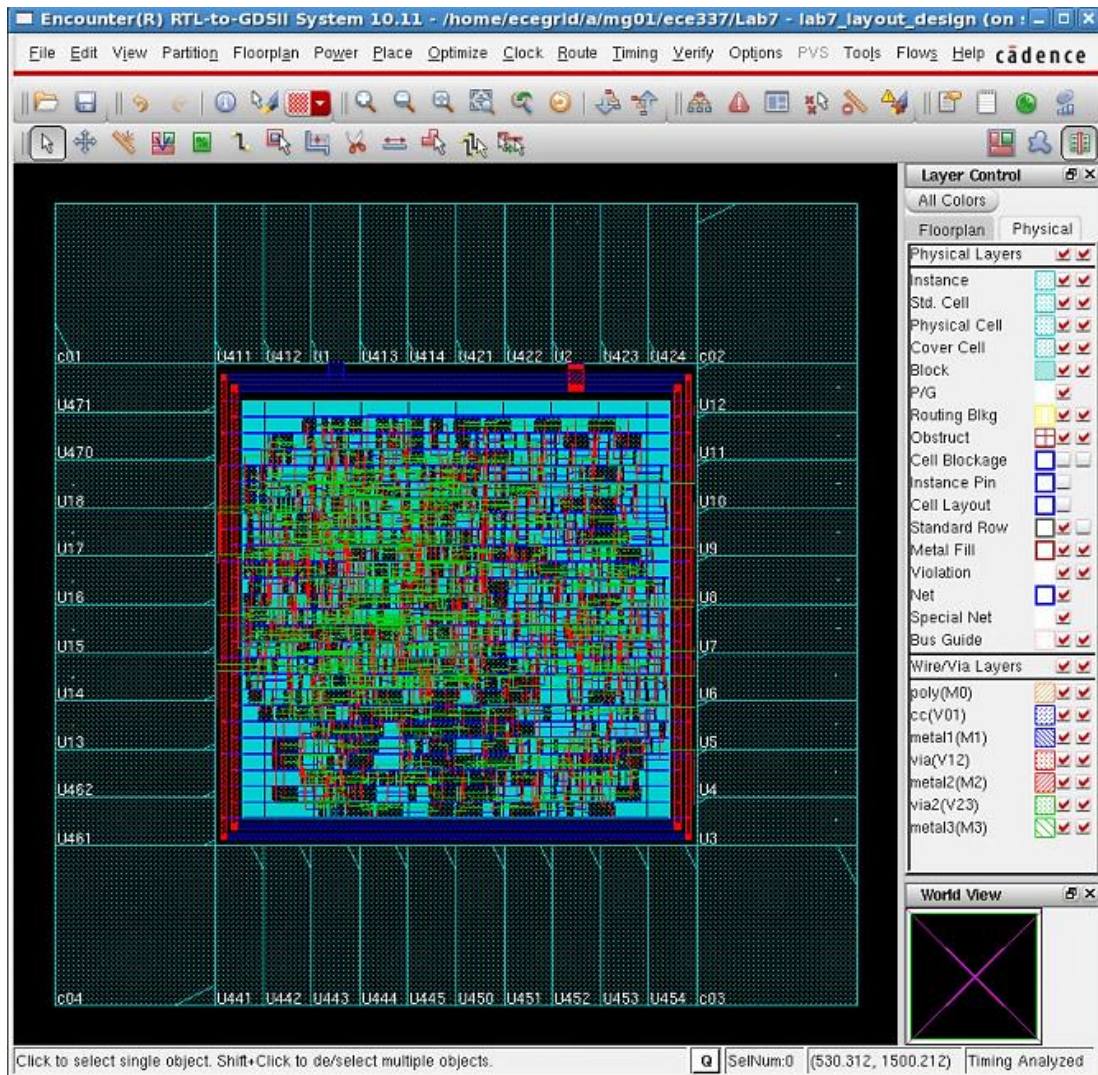 Encounter(R) RTL-to-GDSII System 10.11 - /home/ecegrid/a/mg01/ece337/Lab7 - lab7_layout_design (on
File Edit View Partition Floorplan Power Place Optimize Clock Route Timing Verify Options PVS Tools Flows Help cādence
Layer Control
All Colors
Floorplan Physical
Physical Layers
Instance
Std. Cell
Physical Cell
Cover Cell
Block
P/G
Routing Blkg
Obstruct
Cell Blockage
Instance Pin
Cell Layout
Standard Row
Metal Fill
Violation
Net
Special Net
Bus Guide
Wire/Via Layers
poly(M0)
cc(V01)
metal1(M1)
via(V12)
metal2(M2)
via2(V23)
metal3(M3)
World View
c01 U411 U412 U1 U413 U414 U421 U422 U2 U423 U424 c02
U471 U12
U470 U11
U18 U10
U17 U9
U16 U8
U15 U7
U14 U6
U13 U5
U462 U4
U461 U3
c04 U441 U442 U443 U444 U445 U450 U451 U452 U453 U454 c03
Click to select single object. Shift+Click to de/select multiple objects. Q SelNum:0 (530.312, 1500.212) Timing Analyzed